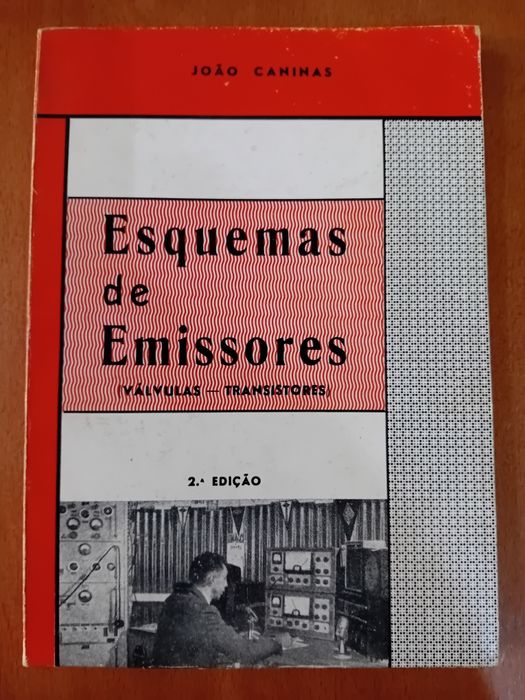 JOÃO CANINAS
Esquemas
de
Emissores
(VÁLVULAS — TRANSISTORES)
2.ª EDIÇÃO